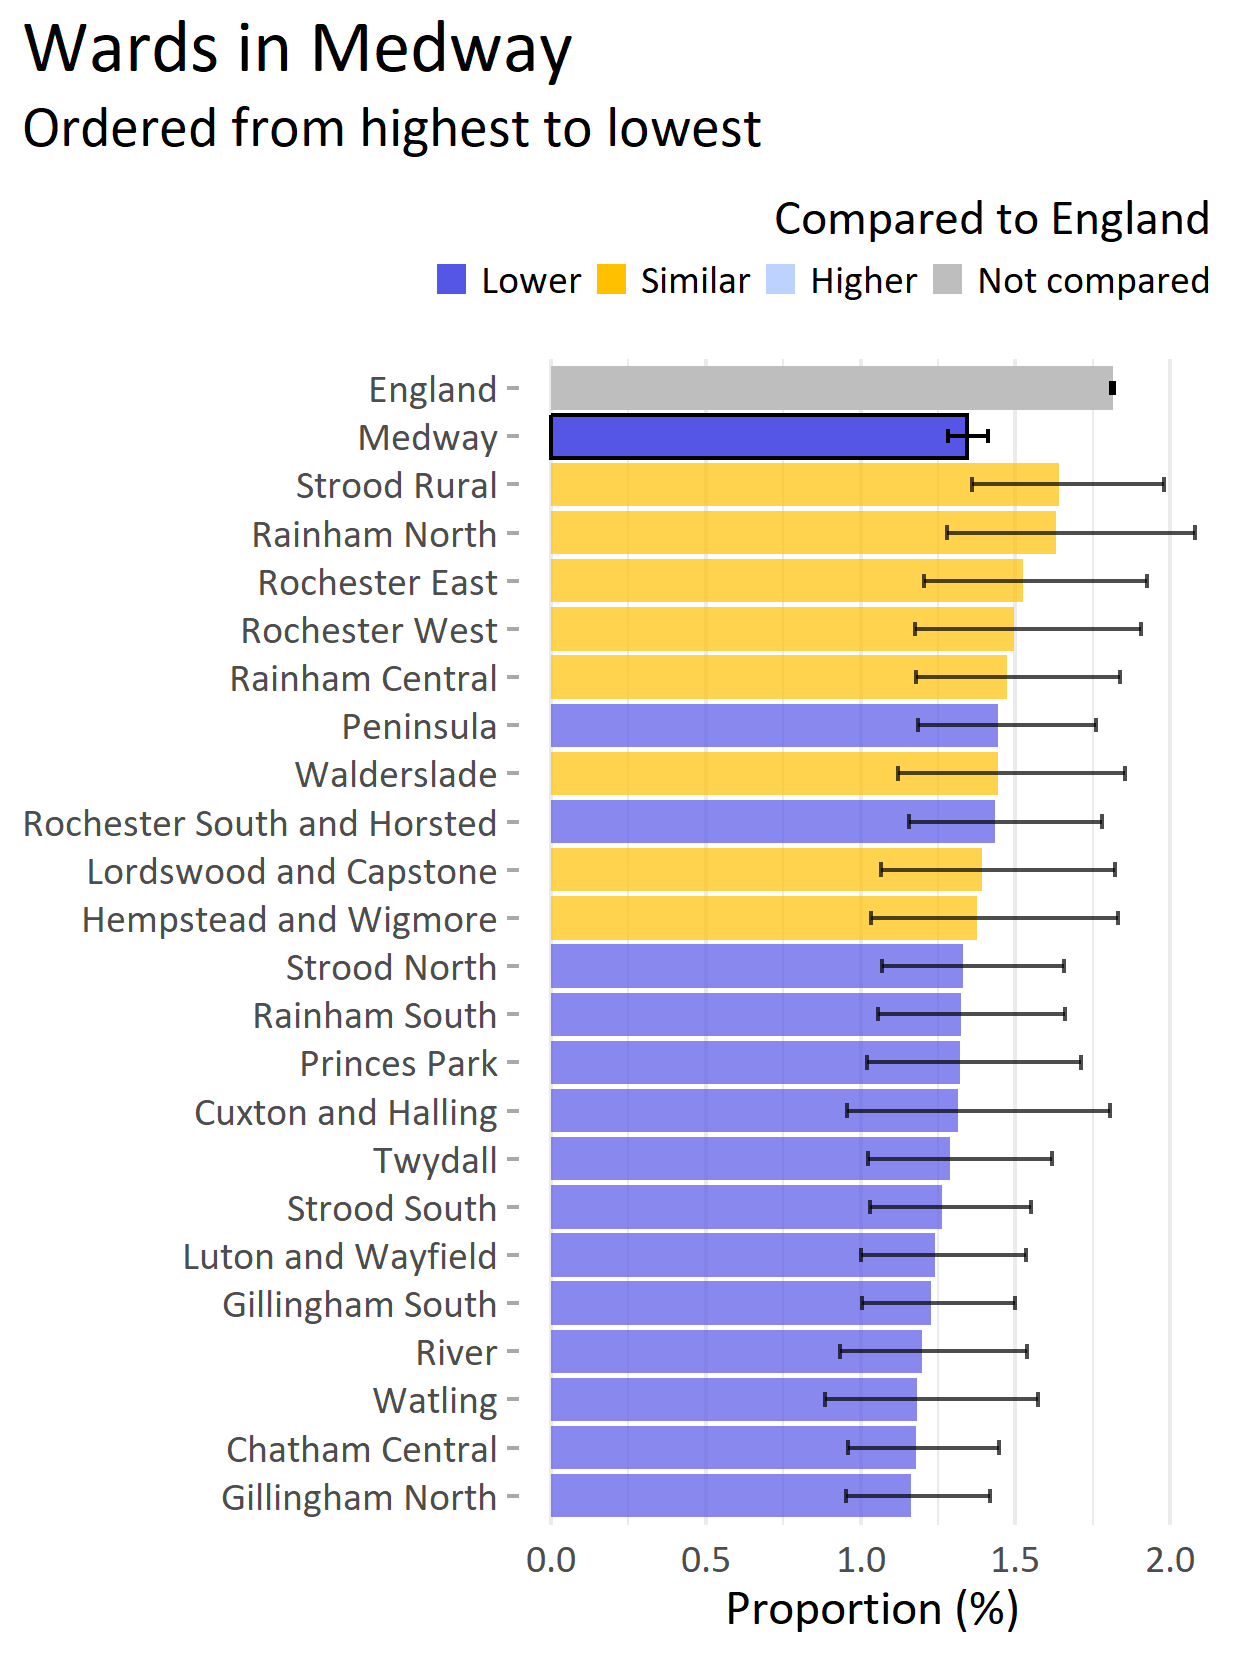 Wards in Medway
Ordered from highest to lowest
Compared to England
Lower Similar Higher Not compared
England
Medway
Strood Rural
Rainham North
Rochester East
Rochester West
Rainham Central
Peninsula
Walderslade
Rochester South and Horsted
Lordswood and Capstone
Hempstead and Wigmore
Strood North
Rainham South
Princes Park
Cuxton and Halling
Twydall
Strood South
Luton and Wayfield
Gillingham South
River
Watling
Chatham Central
Gillingham North
0.0 0.5 1.0 1.5 2.0
Proportion (%)